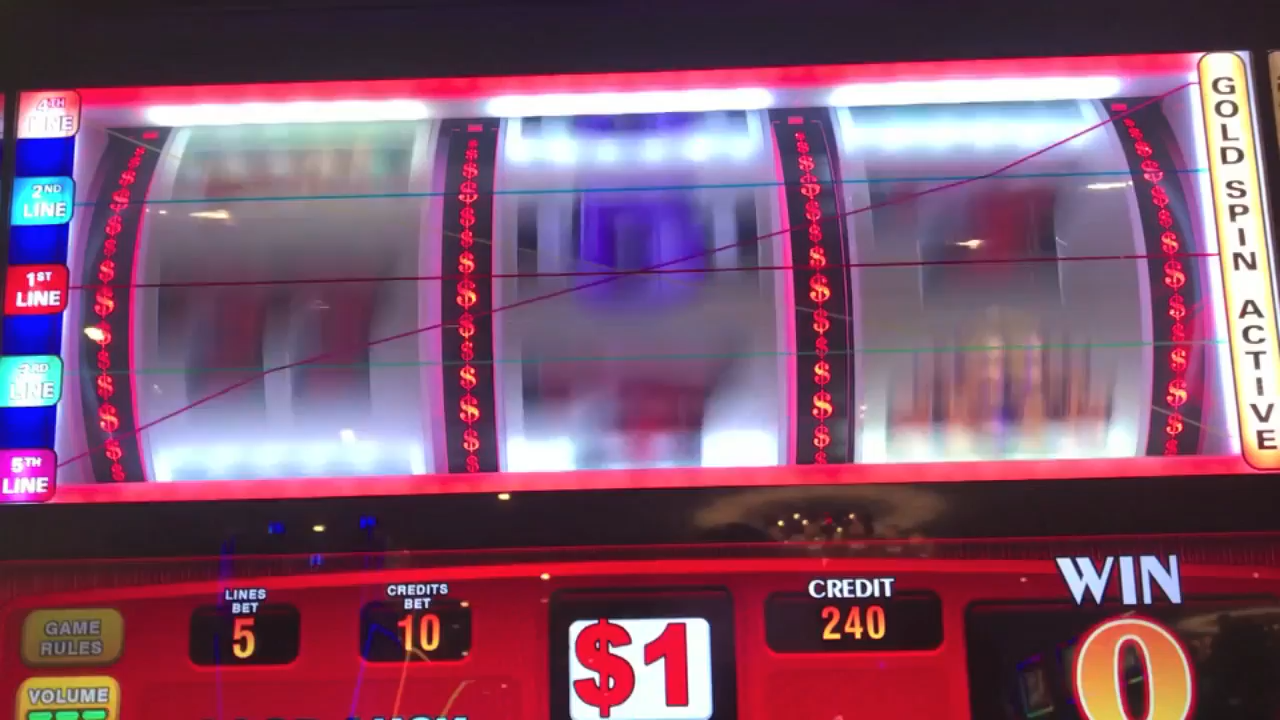 4TH
LINE
2ND
LINE
1ST
LINE
3RD
LINE
5TH
LINE
GOLD SPIN ACTIVE
LINES
BET
5
CREDITS
BET
10
$1
CREDIT
240
WIN
0
GAME
RULES
VOLUME